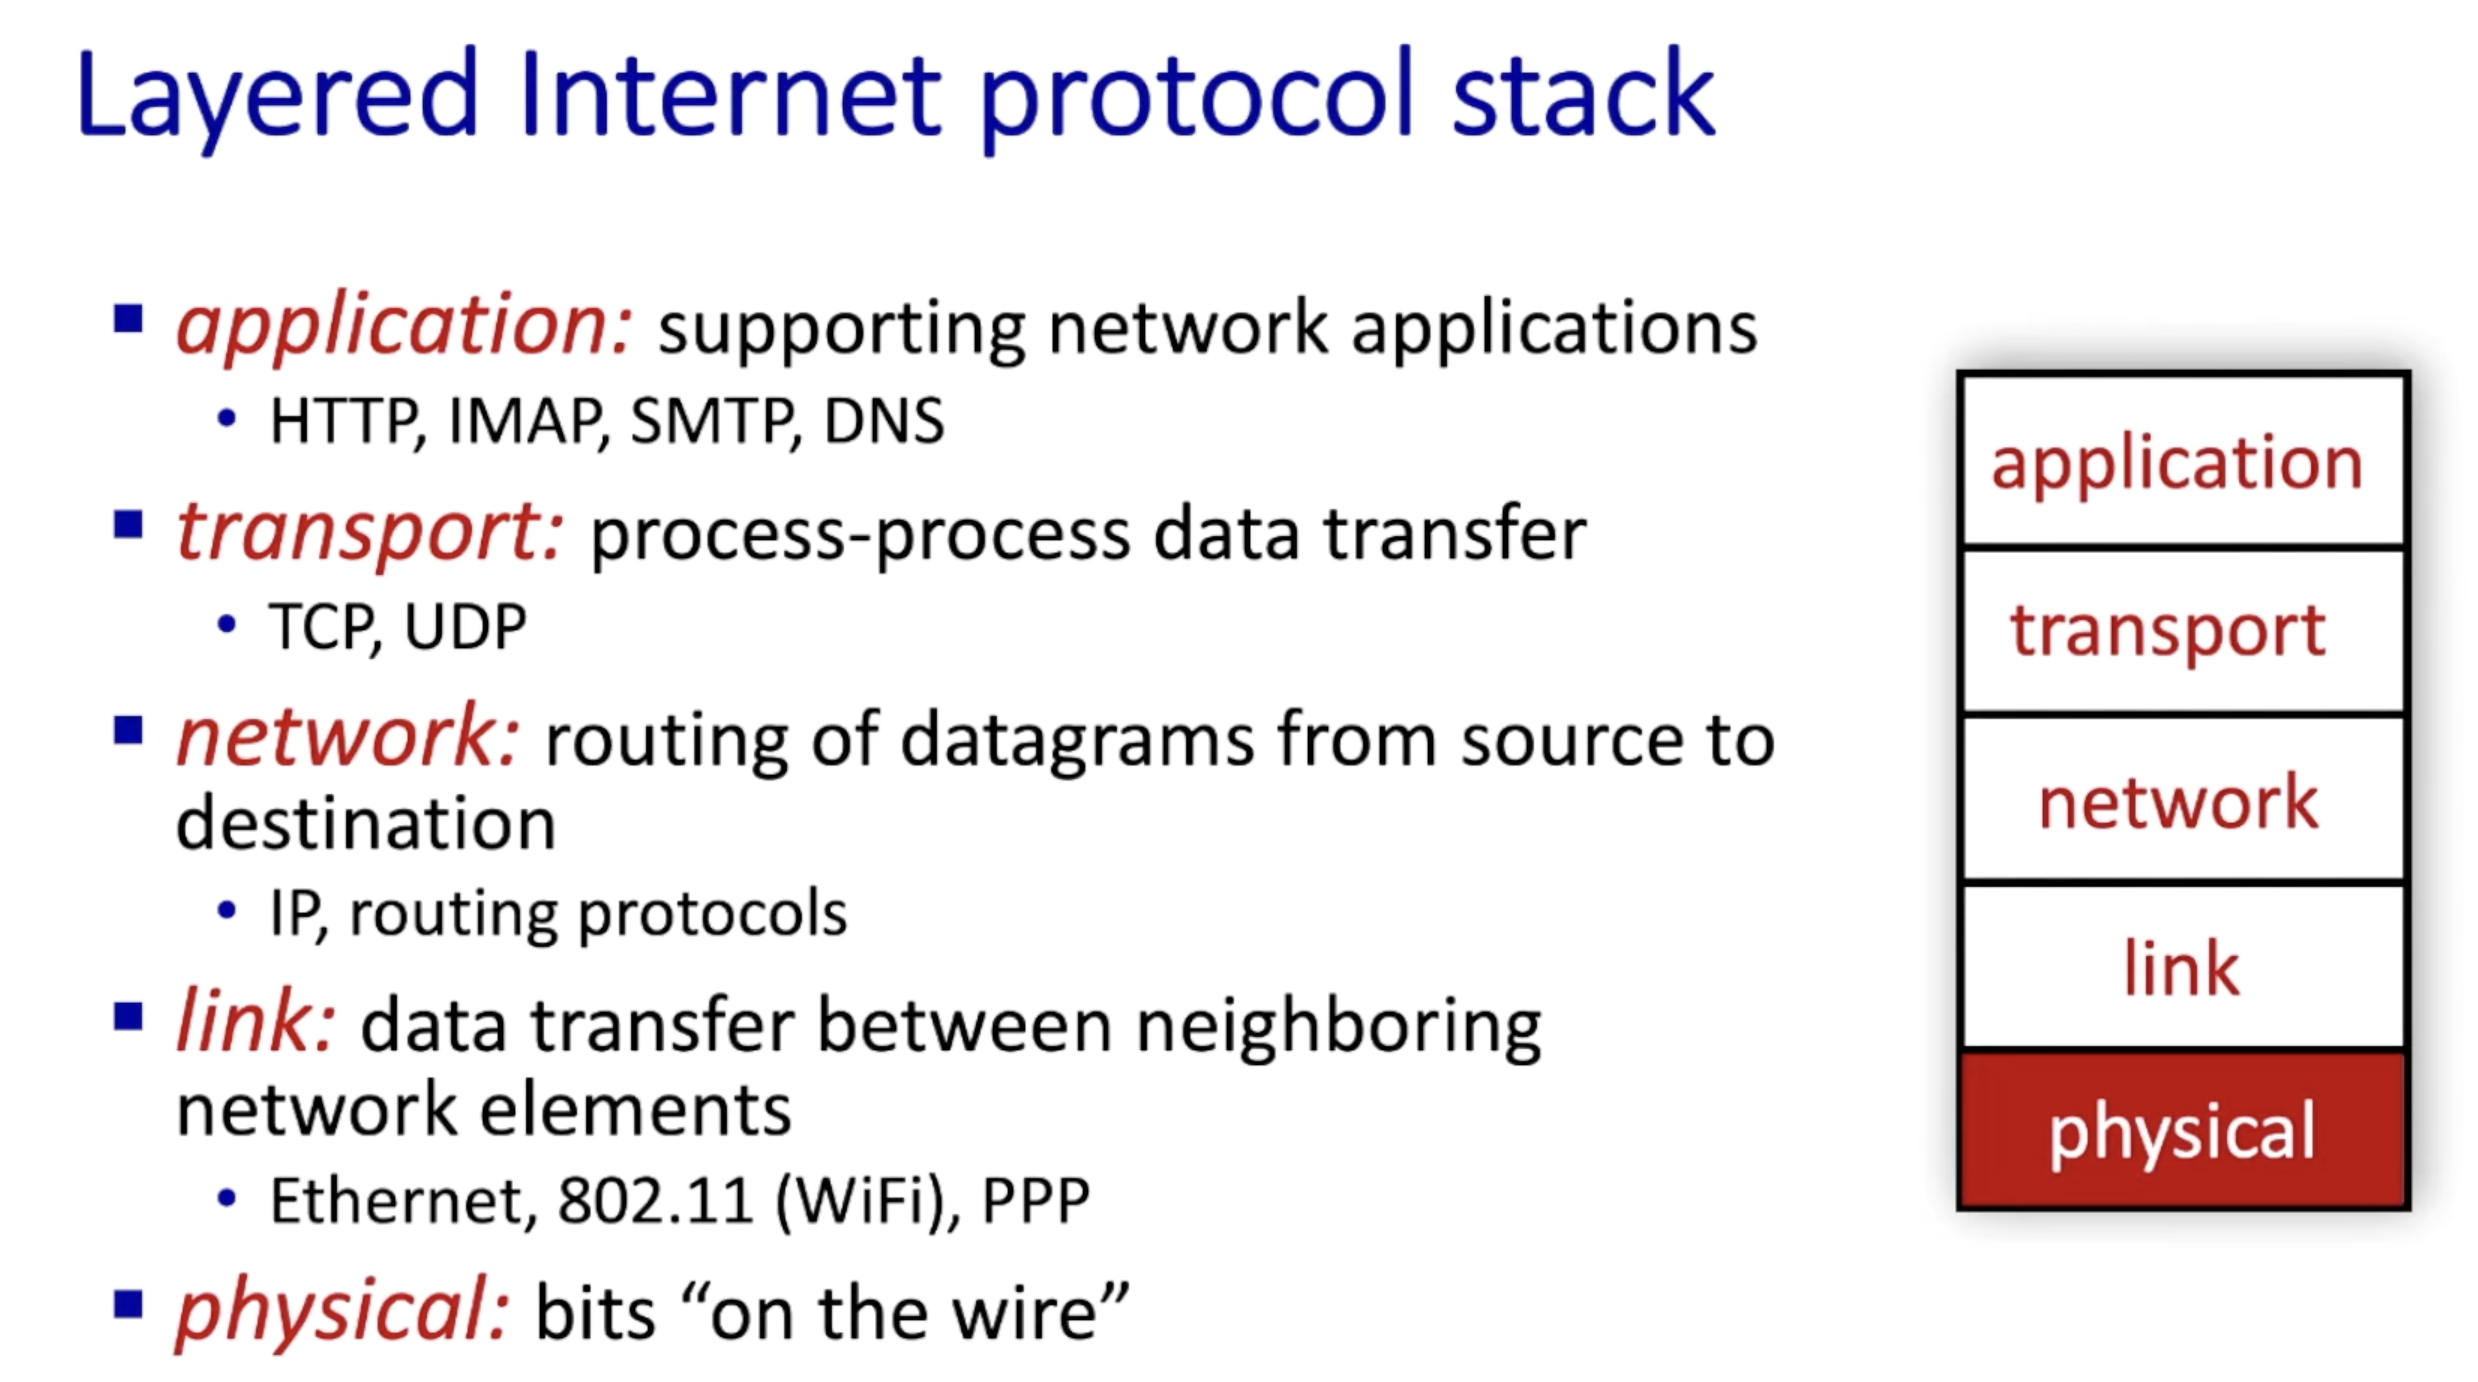 Layered Internet protocol stack
application: supporting network applications
HTTP, IMAP, SMTP, DNS
transport: process-process data transfer
TCP, UDP
network: routing of datagrams from source to
destination
IP, routing protocols
link: data transfer between neighboring
network elements
Ethernet, 802.11 (WiFi), PPP
physical: bits “on the wire”
application
transport
network
link
physical